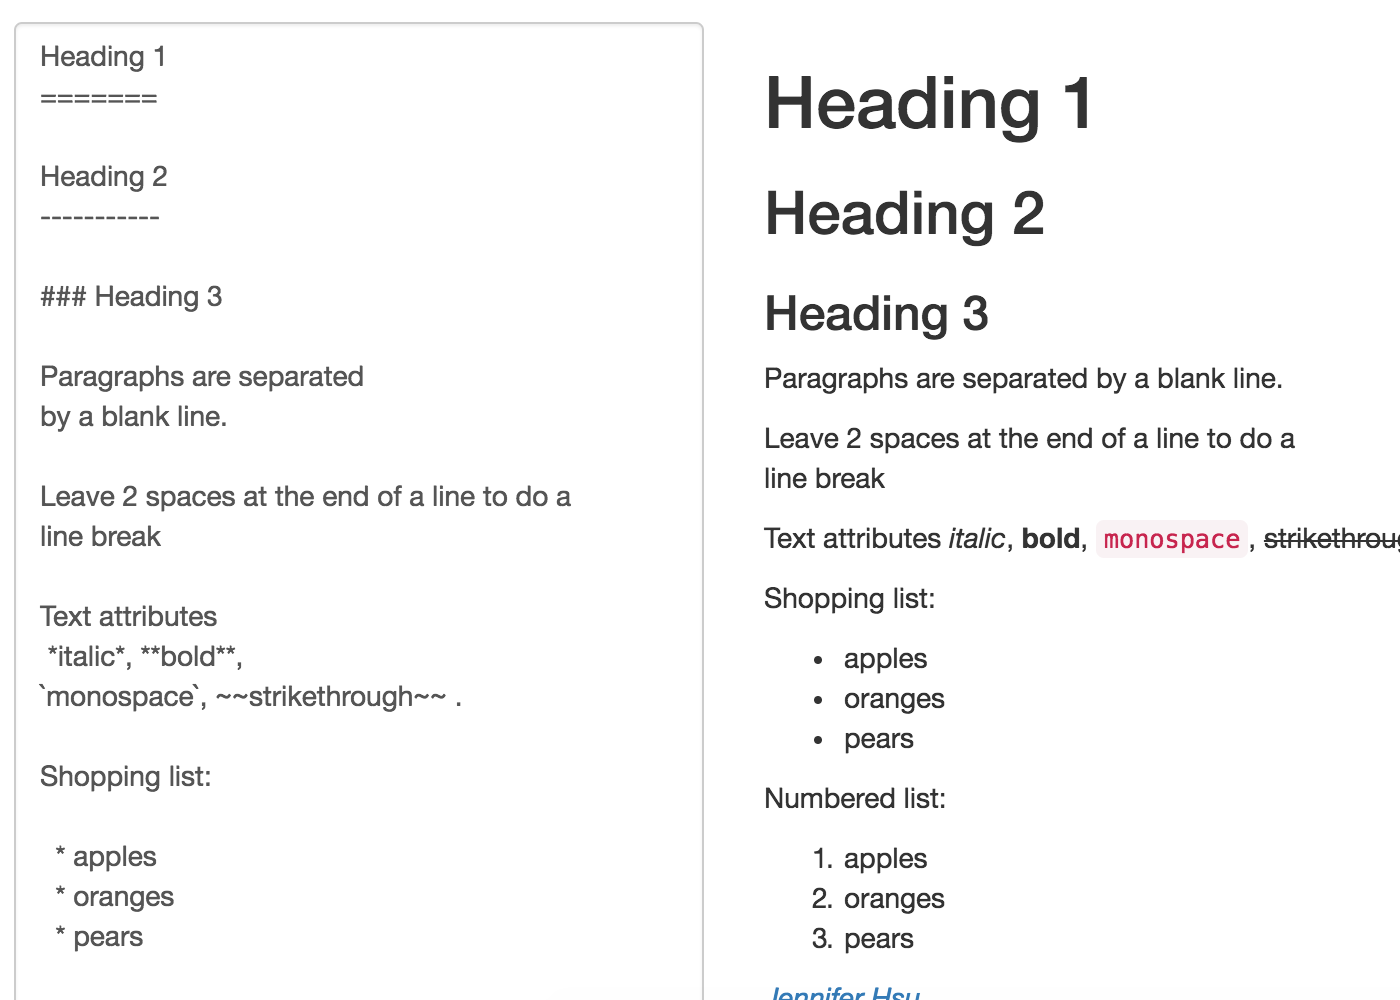 Heading 1
=======
Heading 2
-----------
### Heading 3
Paragraphs are separated
by a blank line.
Leave 2 spaces at the end of a line to do a
line break
Text attributes
*italic*, **bold**,
`monospace`, ~~strikethrough~~ .
Shopping list:
* apples
* oranges
* pears
Heading 1
Heading 2
Heading 3
Paragraphs are separated by a blank line.
Leave 2 spaces at the end of a line to do a
line break
Text attributes italic, bold, monospace, strikethroug
Shopping list:
• apples
• oranges
• pears
Numbered list:
1. apples
2. oranges
3. pears
Jennifer Hsu